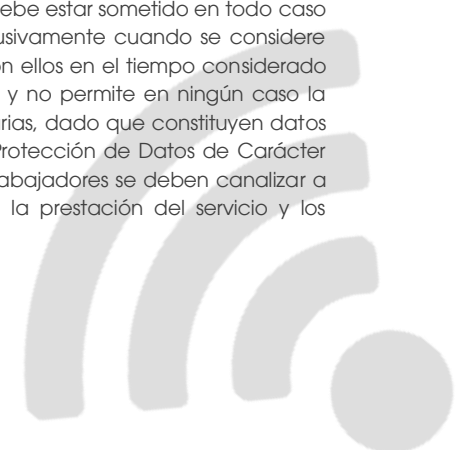 debe estar sometido en todo caso
usivamente cuando se considere
on ellos en el tiempo considerado
y no permite en ningún caso la
rias, dado que constituyen datos
Protección de Datos de Carácter
abajadores se deben canalizar a
la prestación del servicio y los